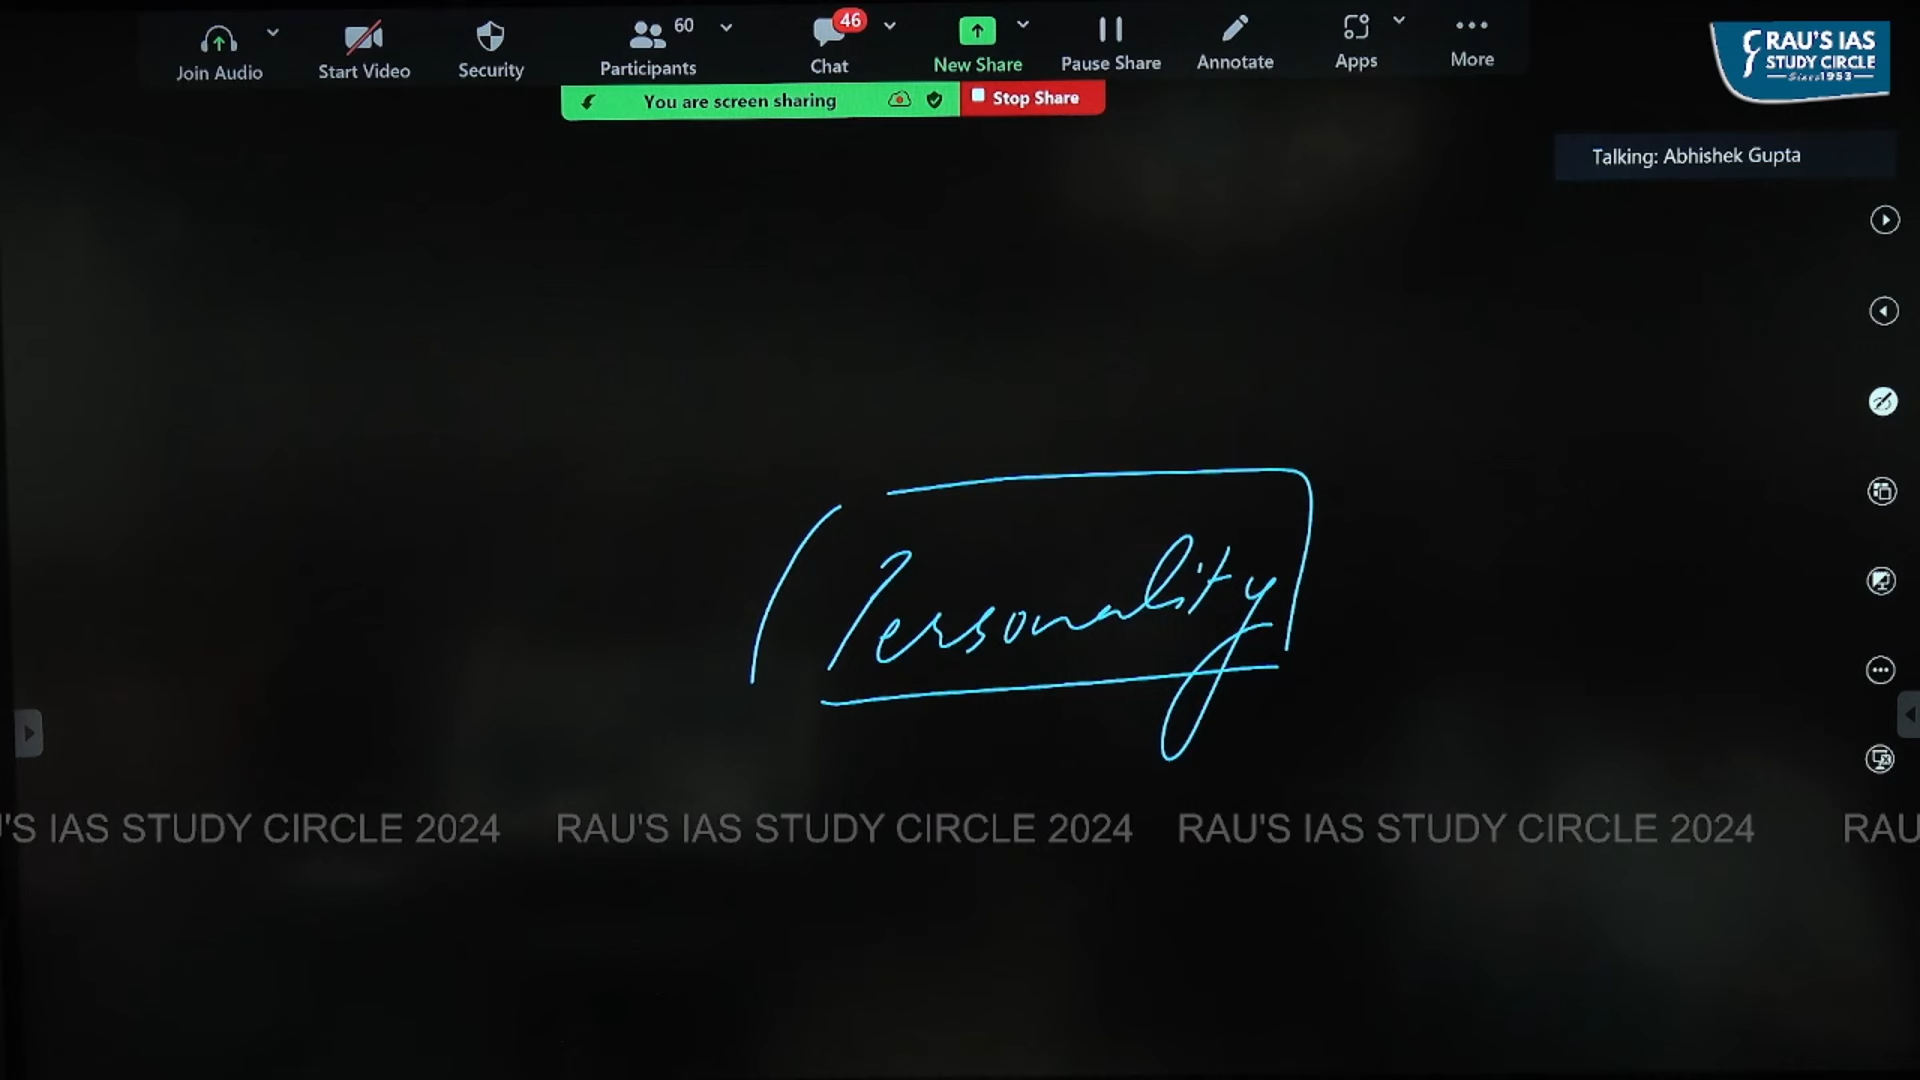 Join Audio
Start Video
Security
Participants 60
Chat 46
New Share
Pause Share
Annotate
Apps
More
You are screen sharing
Stop Share
RAU'S IAS
STUDY CIRCLE
Since 1953
Talking: Abhishek Gupta
Personality
'S IAS STUDY CIRCLE 2024 RAU'S IAS STUDY CIRCLE 2024 RAU'S IAS STUDY CIRCLE 2024 RAU